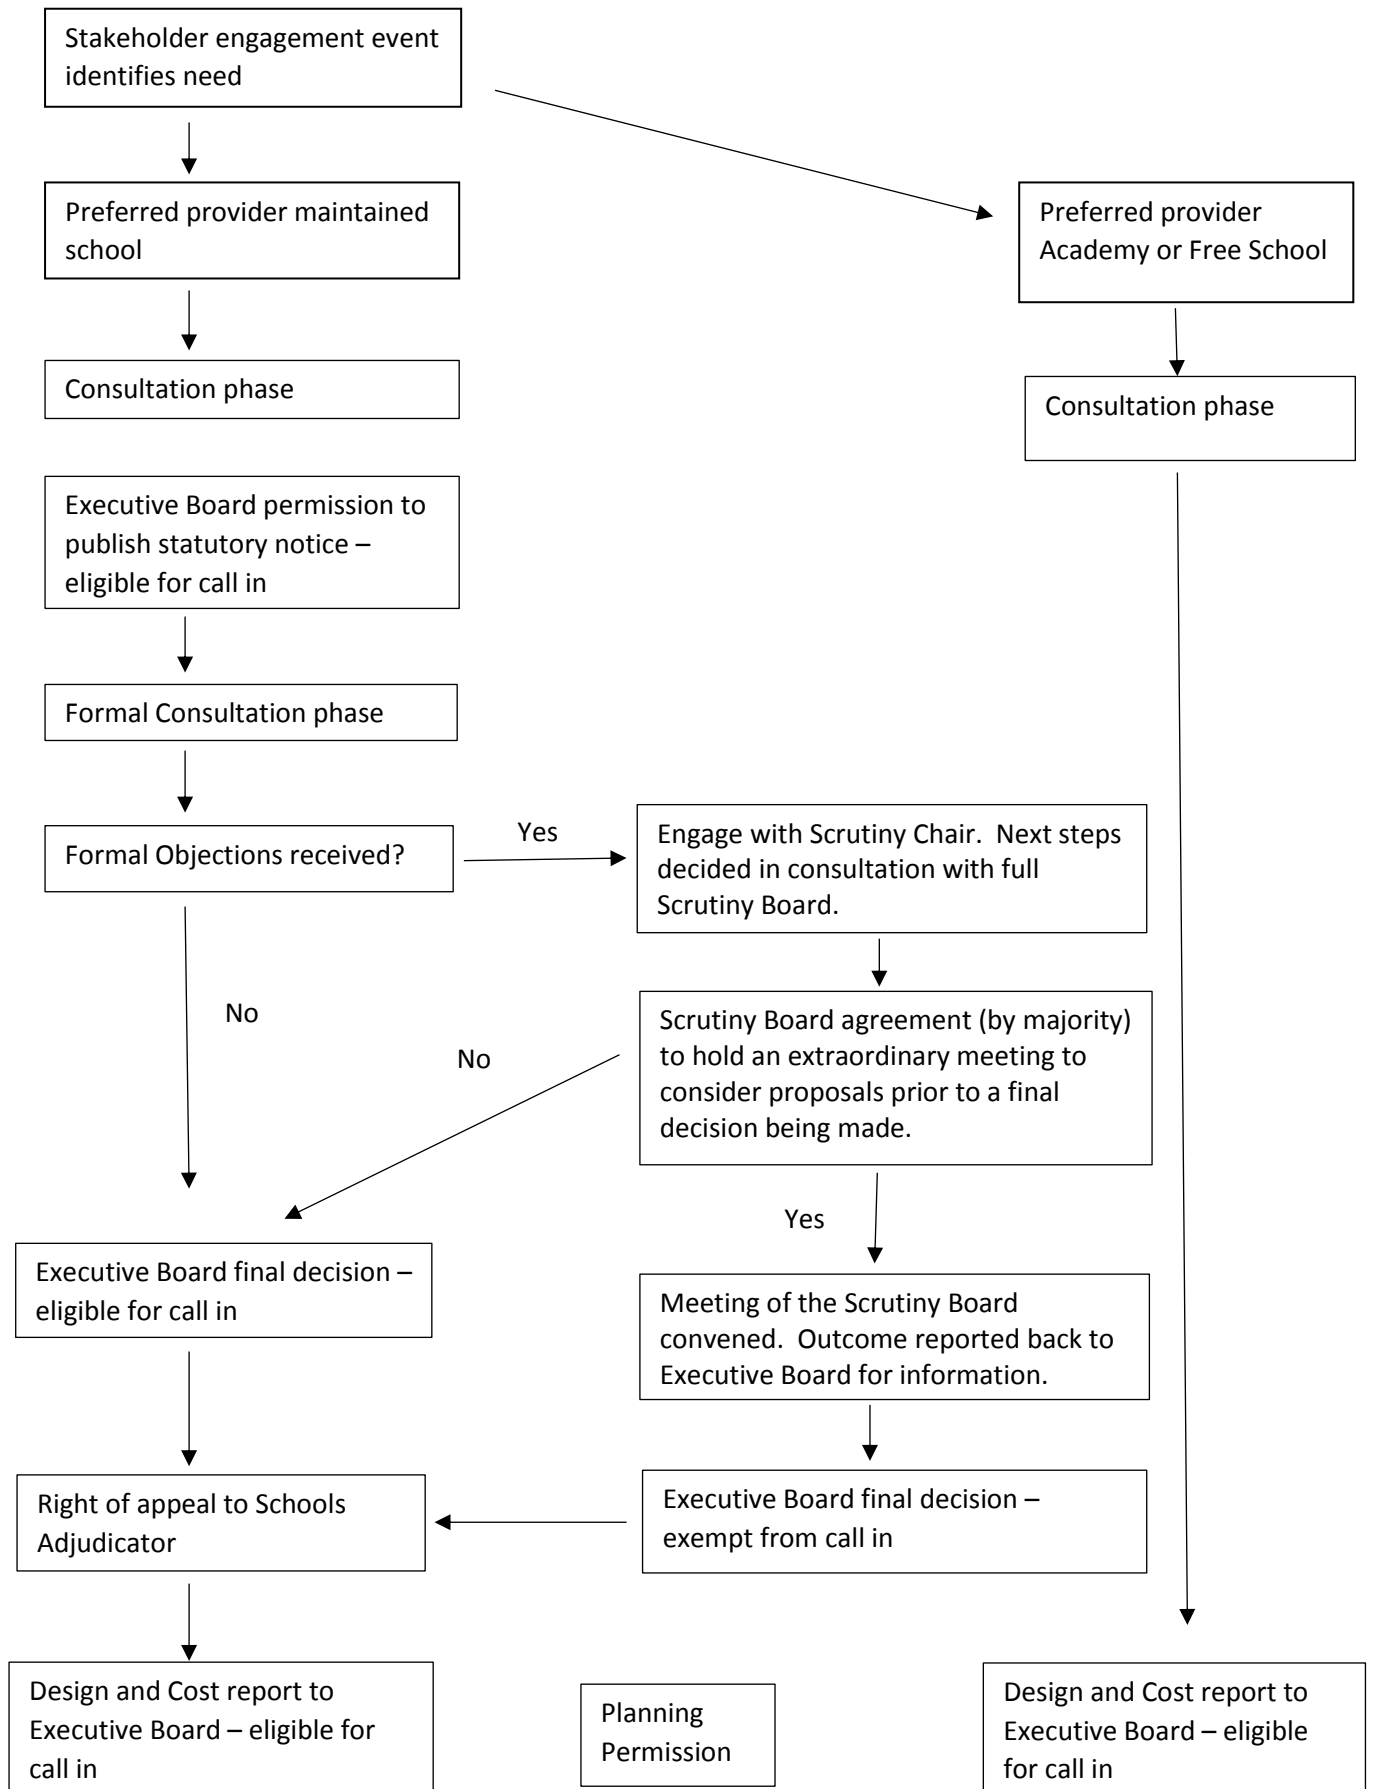 Stakeholder engagement event
identifies need
Preferred provider maintained
school
Preferred provider
Academy or Free School
Consultation phase
Consultation phase
Executive Board permission to
publish statutory notice –
eligible for call in
Formal Consultation phase
Formal Objections received?
Yes
Engage with Scrutiny Chair.  Next steps
decided in consultation with full
Scrutiny Board.
No
No
Scrutiny Board agreement (by majority)
to hold an extraordinary meeting to
consider proposals prior to a final
decision being made.
Yes
Executive Board final decision –
eligible for call in
Meeting of the Scrutiny Board
convened.  Outcome reported back to
Executive Board for information.
Right of appeal to Schools
Adjudicator
Executive Board final decision –
exempt from call in
Design and Cost report to
Executive Board – eligible for
call in
Planning
Permission
Design and Cost report to
Executive Board – eligible
for call in